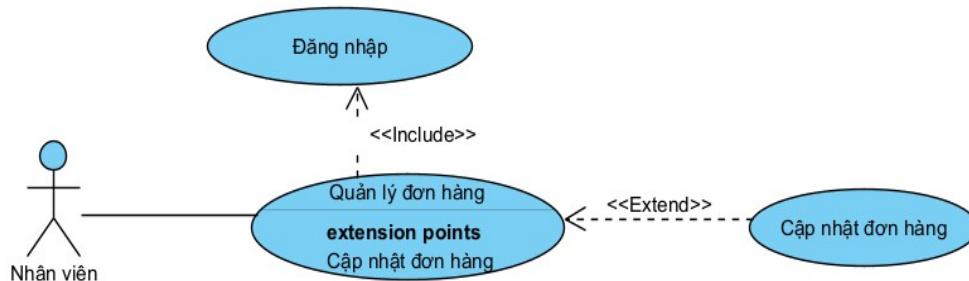 Đăng nhập
<<Include>>
Quản lý đơn hàng
<<Extend>>
extension points
Cập nhật đơn hàng
Cập nhật đơn hàng
Nhân viên